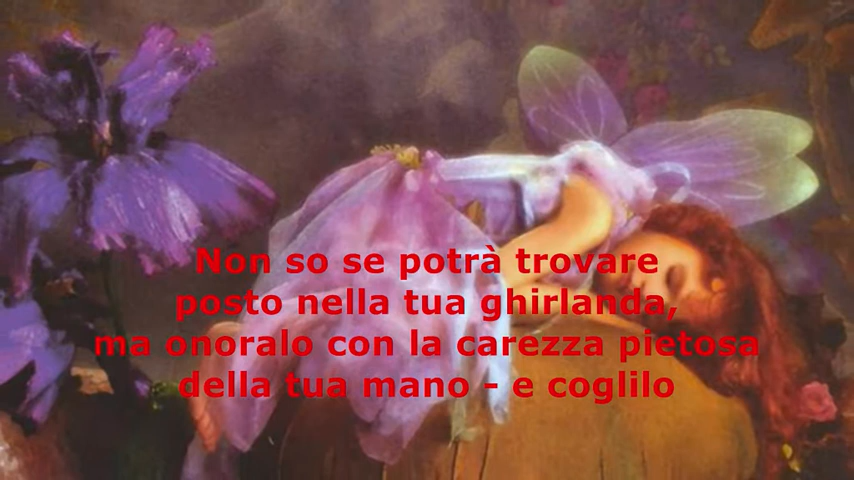 Non so se potrà trovare
posto nella tua ghirlanda,
ma onoralo con la carezza pietosa
della tua mano - e coglilo